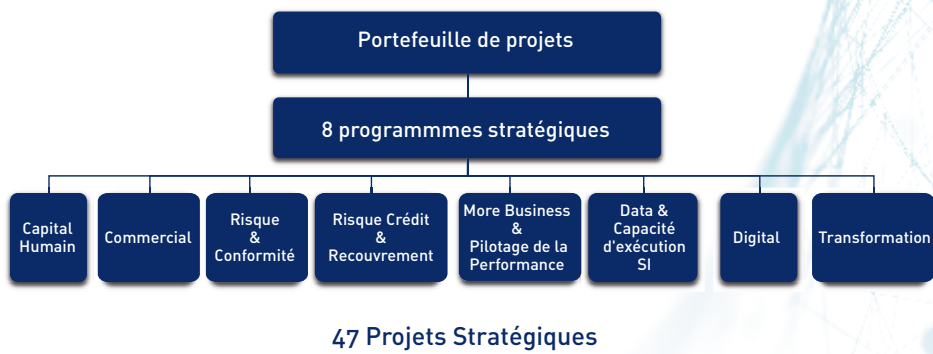 Portefeuille de projets
8 programmmes stratégiques
Capital
Humain
Commercial
Risque
&
Conformité
Risque Crédit
&
Recouvrement
More Business
&
Pilotage de la
Performance
Data &
Capacité
d'exécution
SI
Digital
Transformation
47 Projets Stratégiques